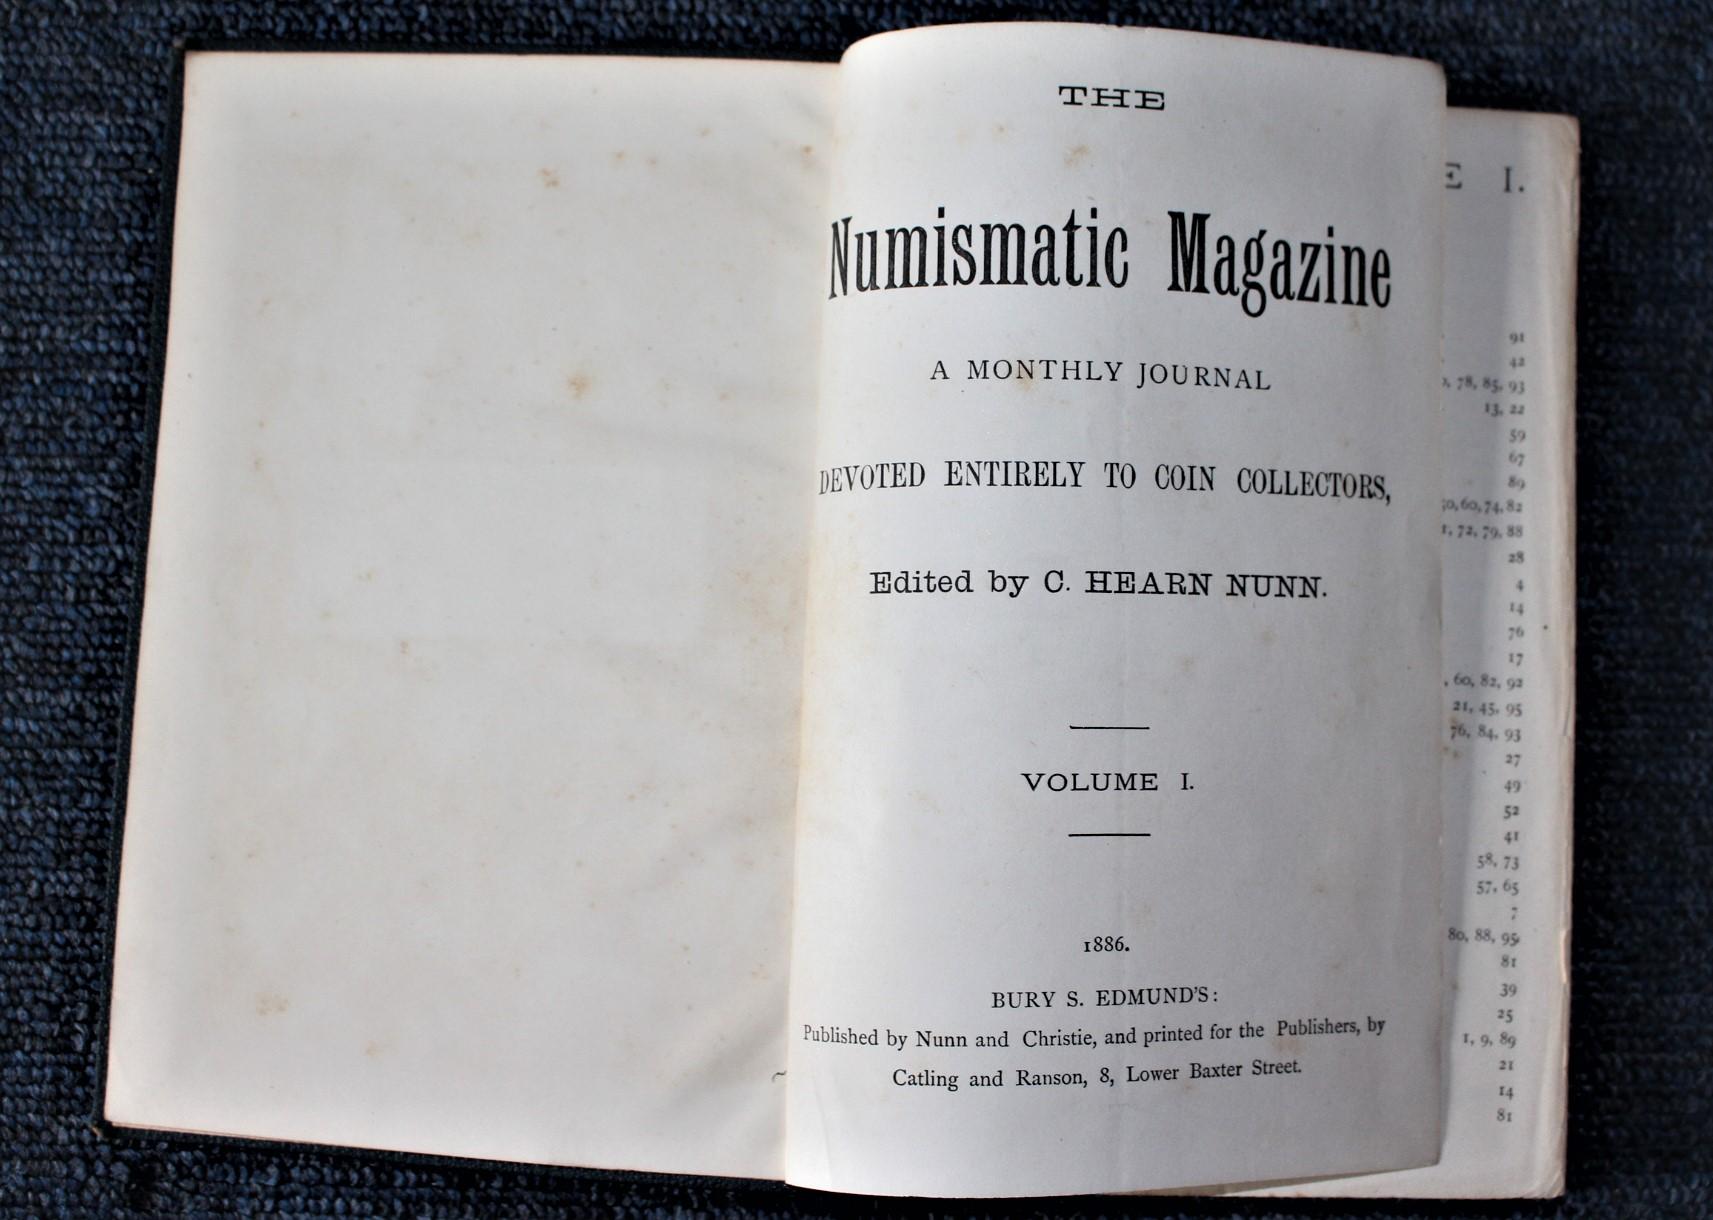 THE
Numismatic Magazine
A MONTHLY JOURNAL
DEVOTED ENTIRELY TO COIN COLLECTORS,
Edited by C. HEARN NUNN.
VOLUME I.
1886.
BURY S. EDMUND'S:
Published by Nunn and Christie, and printed for the Publishers, by
Catling and Ranson, 8, Lower Baxter Street.
E I.
91
42
78, 85, 93
13, 22
59
67
89
60, 74, 82
72, 79, 88
28
4
14
76
17
, 60, 82, 92
21, 45, 95
76, 84, 93
27
49
52
41
58, 73
57, 65
7
80, 88, 95
81
39
25
1, 9, 89
21
14
81